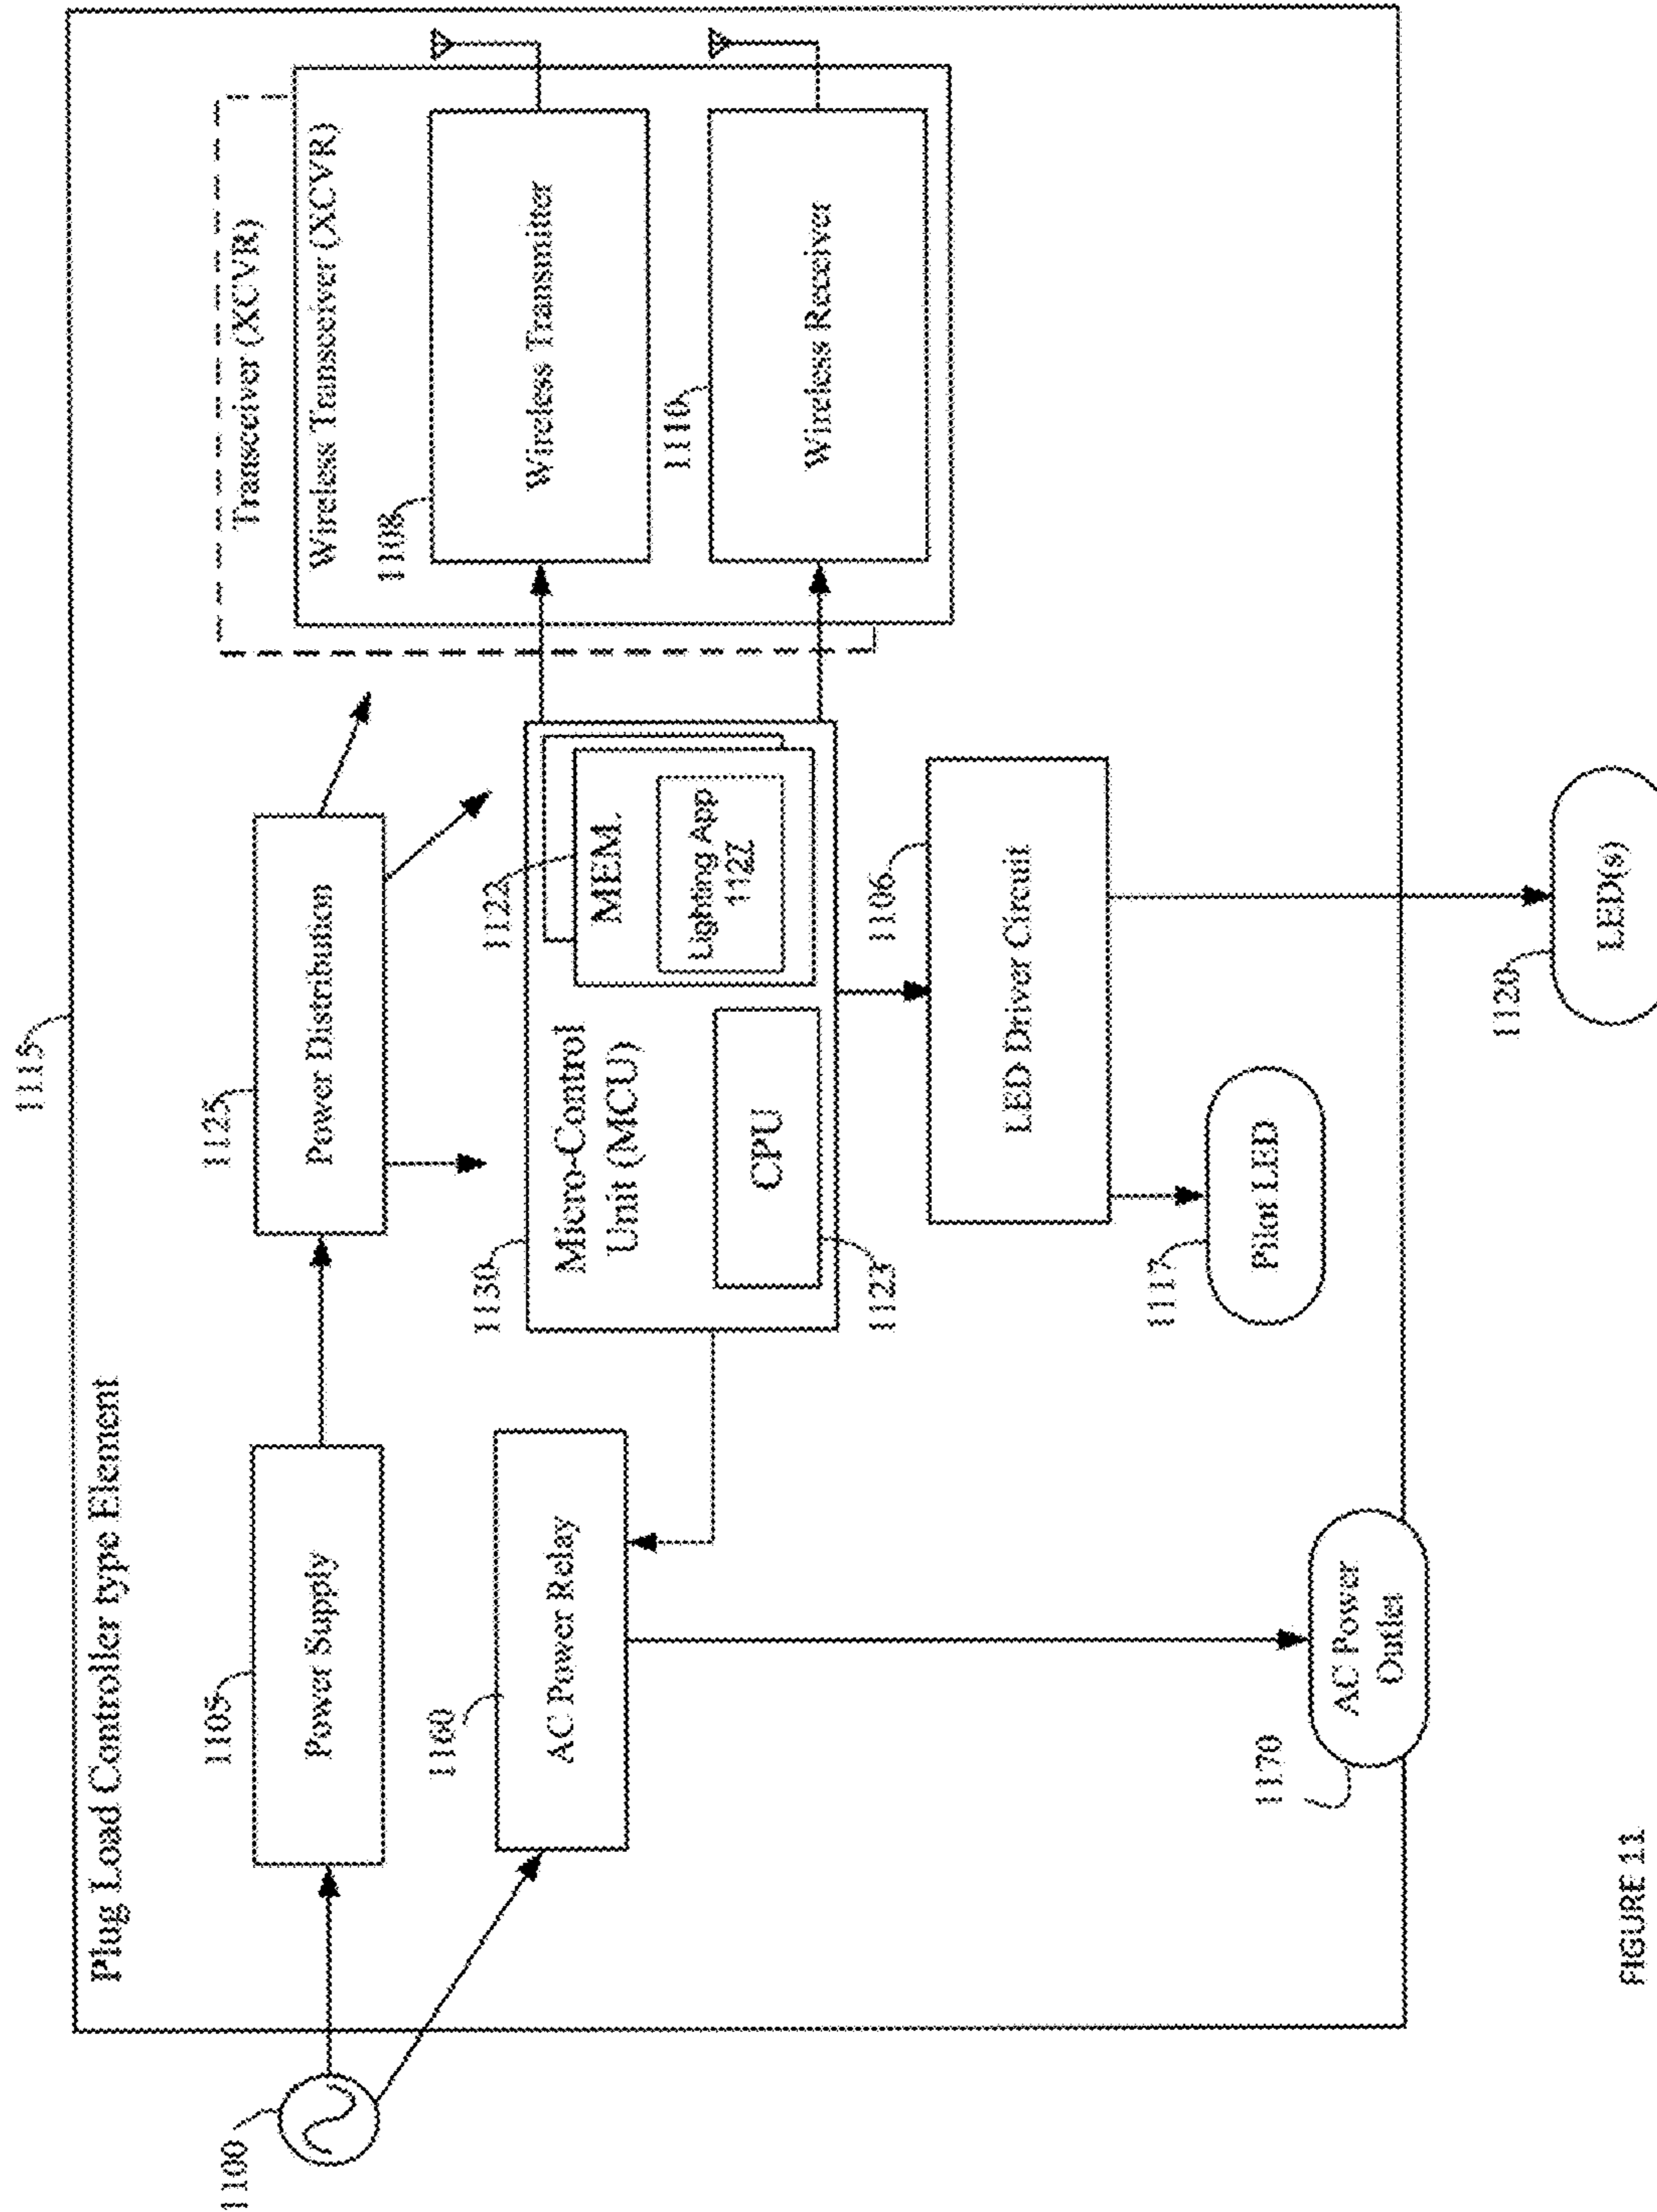 1115
Plug Load Controller type Element
1100
1105
Power Supply
1125
Power Distribution
Transceiver (XCVR)
Wireless Transceiver (XCVR)
1108
Wireless Transmitter
1110
Wireless Receiver
1160
AC Power Relay
1130
Micro-Control
Unit (MCU)
1122
MEM.
Lighting App
1127
CPU
1123
1106
LED Driver Circuit
1117
Pilot LED
1170
AC Power
Outlet
1120
LED(s)
FIGURE 11